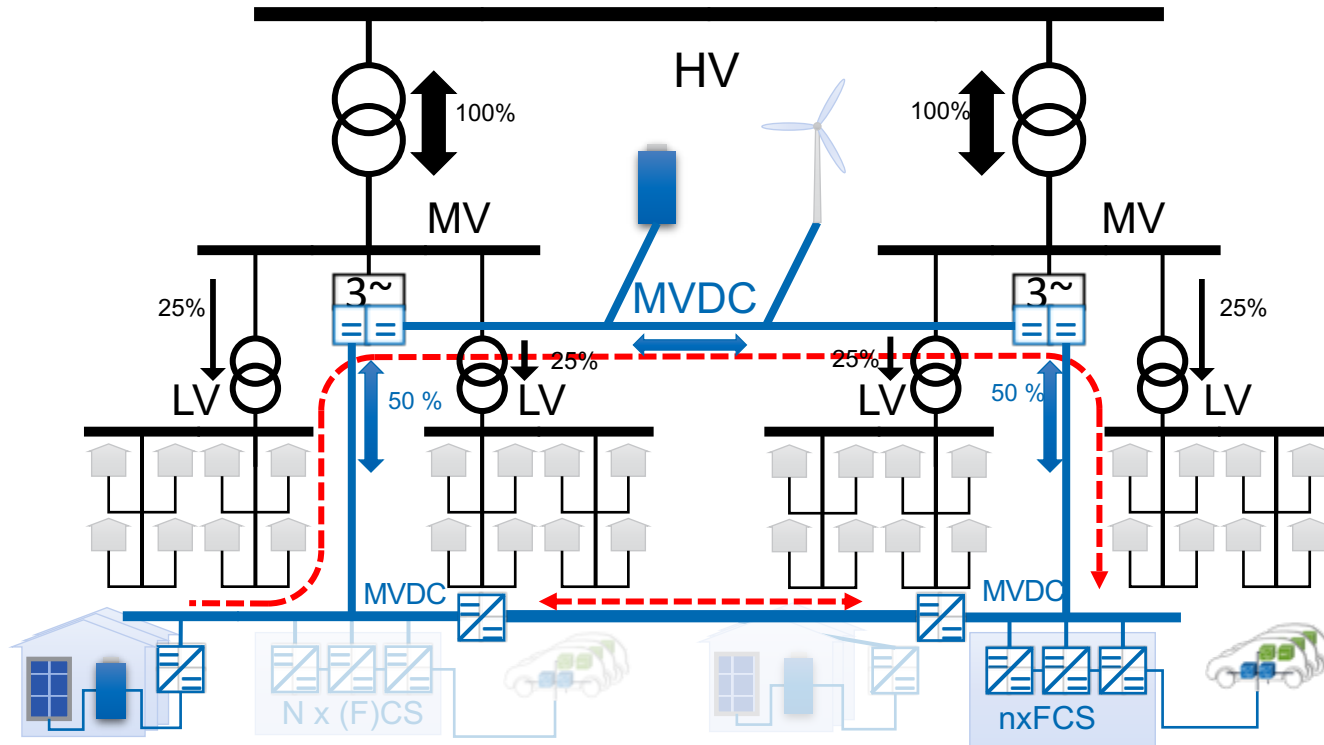 HV
100%
100%
MV
MV
3~
3~
25%
MVDC
25%
25%
25%
LV
50 %
LV
LV
50 %
LV
MVDC
MVDC
N x (F)CS
nxFCS